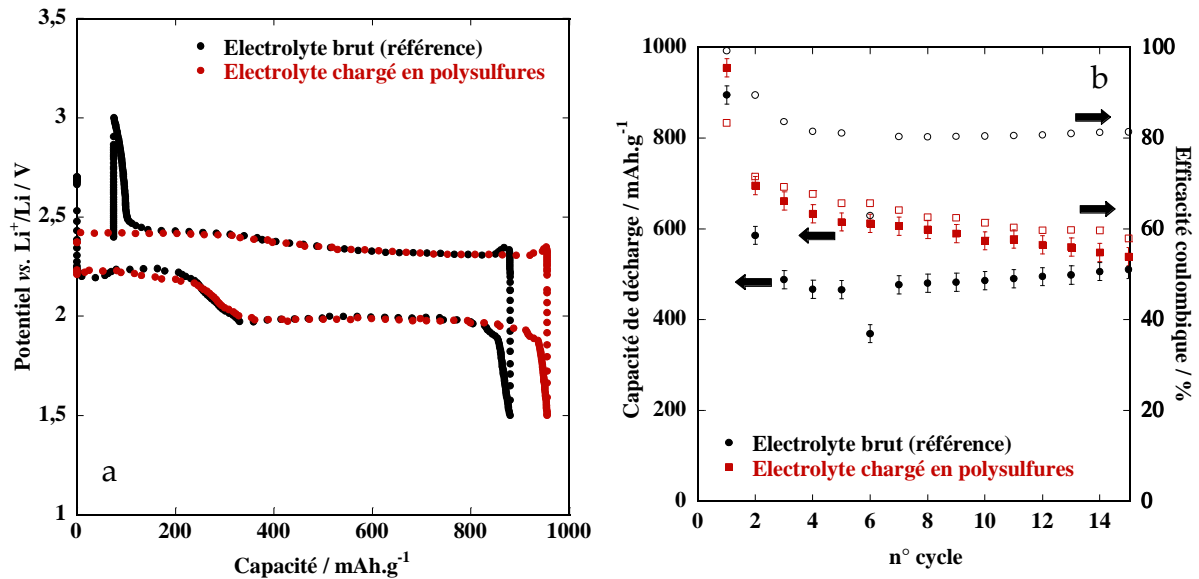 3,5
3
2,5
2
1,5
1
Potentiel vs. Li+/Li / V
Electrolyte brut (référence)
Electrolyte chargé en polysulfures
a
0
200
400
600
800
1000
Capacité / mAh.g-1
1000
800
600
400
200
0
Capacité de décharge / mAh.g-1
b
100
80
60
40
20
0
Efficacité coulombique / %
Electrolyte brut (référence)
Electrolyte chargé en polysulfures
0
2
4
6
8
10
12
14
n° cycle